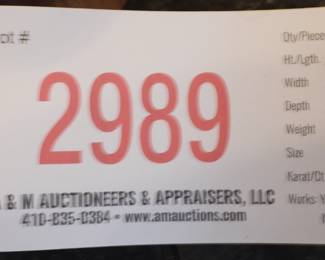 ot #
Qty/Piece
Ht./Lgth.
Width
2989
Depth
Weight
Size
& M AUCTIONEERS & APPRAISERS, LLC
Karat/Ct
410-835-0384 • www.amauctions.com
Works: Y